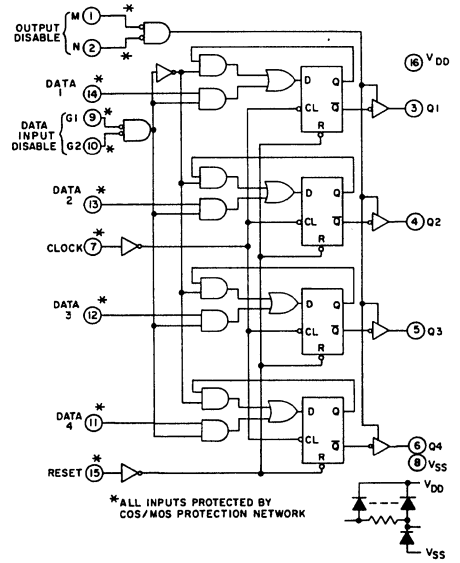 OUTPUT DISABLE
M 1 *
N 2 *
16 VDD
DATA 1 14 *
D Q
CL Q̅
R
3 Q1
DATA INPUT DISABLE
G1 9 *
G2 10 *
DATA 2 13 *
D Q
CL Q̅
R
4 Q2
CLOCK 7 *
DATA 3 12 *
D Q
CL Q̅
R
5 Q3
DATA 4 11 *
D Q
CL Q̅
R
6 Q4
8 VSS
RESET 15 *
VDD
*ALL INPUTS PROTECTED BY
COS/MOS PROTECTION NETWORK
VSS